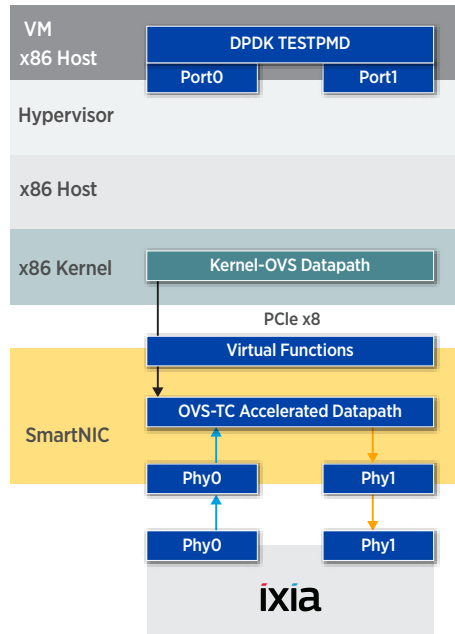 VM
x86 Host
DPDK TESTPMD
Port0
Port1
Hypervisor
x86 Host
x86 Kernel
Kernel-OVS Datapath
PCIe x8
Virtual Functions
OVS-TC Accelerated Datapath
SmartNIC
Phy0
Phy1
Phy0
Phy1
ixia